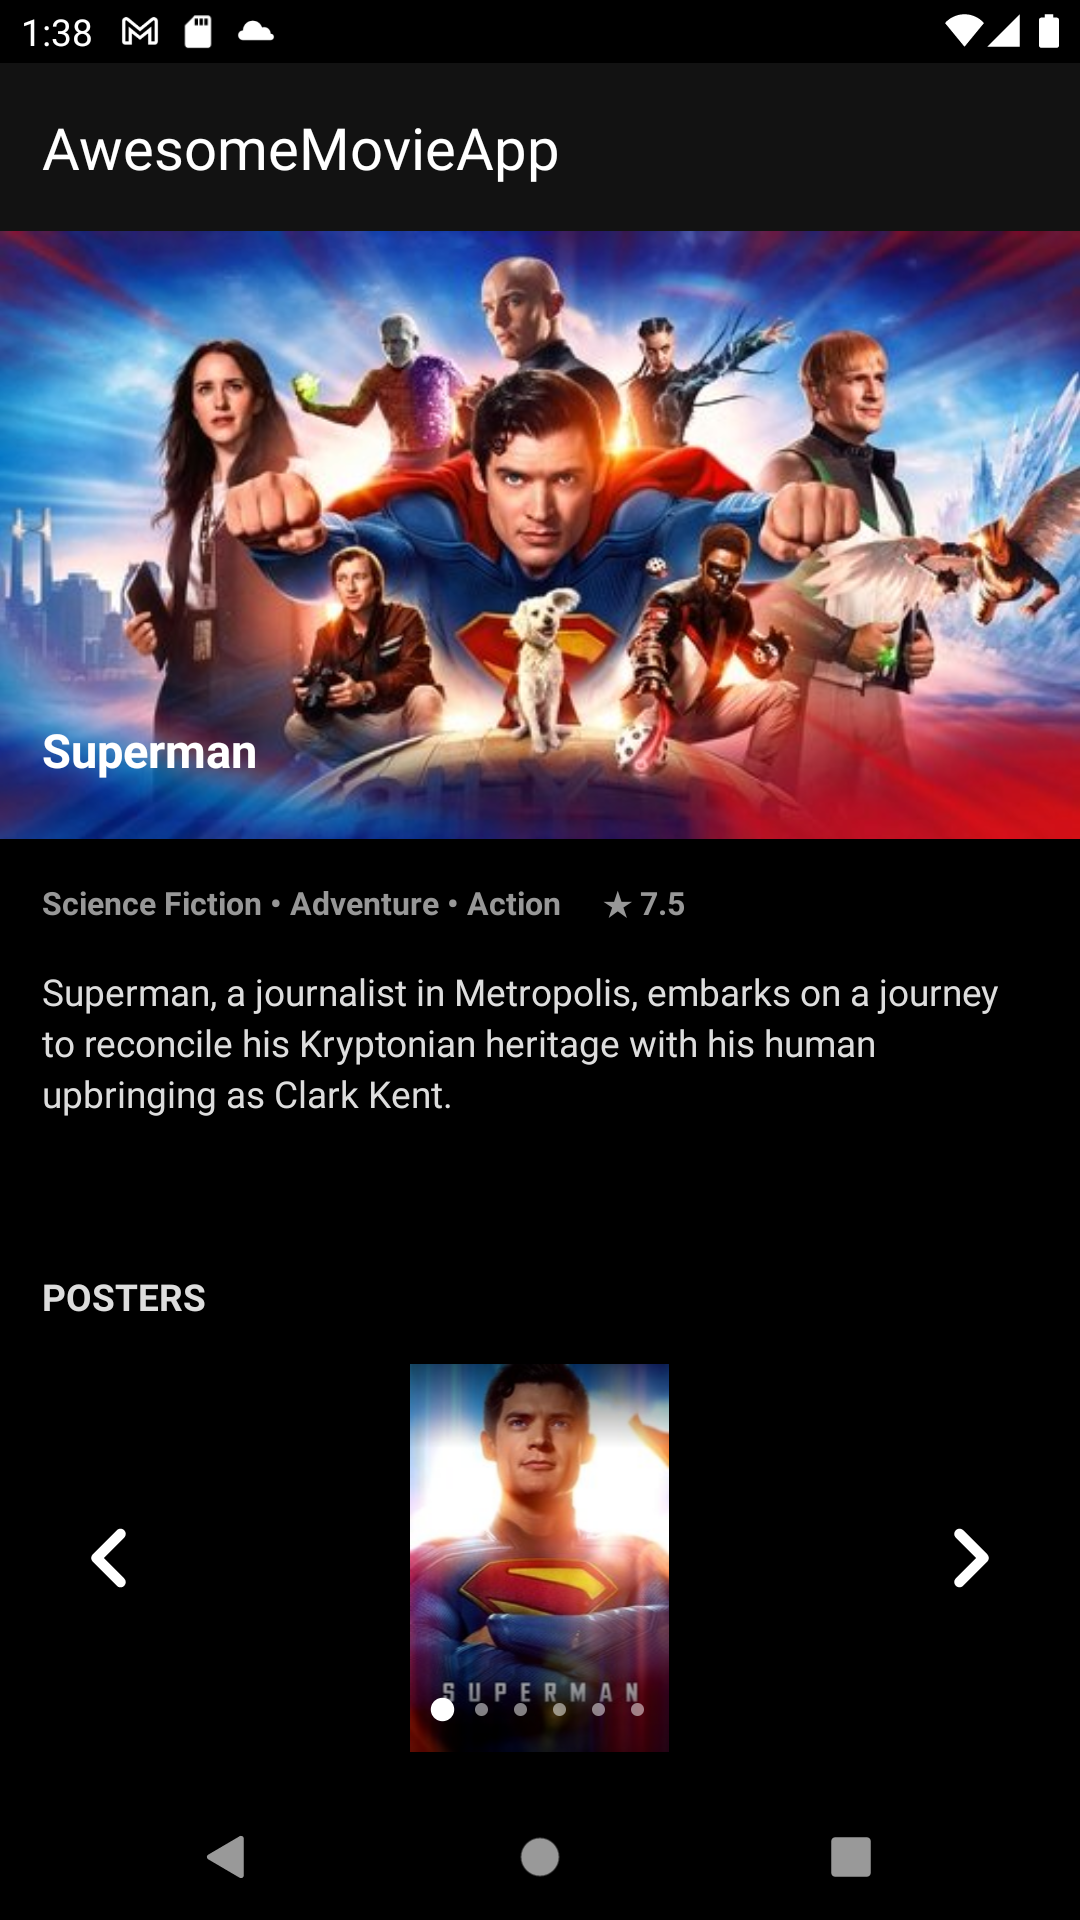 1:38
AwesomeMovieApp
Superman
Science Fiction • Adventure • Action ★ 7.5
Superman, a journalist in Metropolis, embarks on a journey
to reconcile his Kryptonian heritage with his human
upbringing as Clark Kent.
POSTERS
SUPERMAN